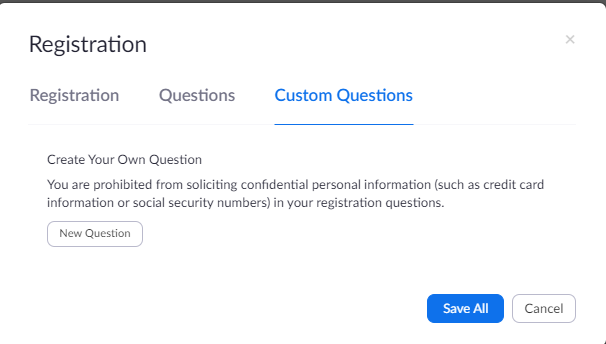 Registration
×
Registration Questions Custom Questions
Create Your Own Question
You are prohibited from soliciting confidential personal information (such as credit card
information or social security numbers) in your registration questions.
New Question
Save All Cancel